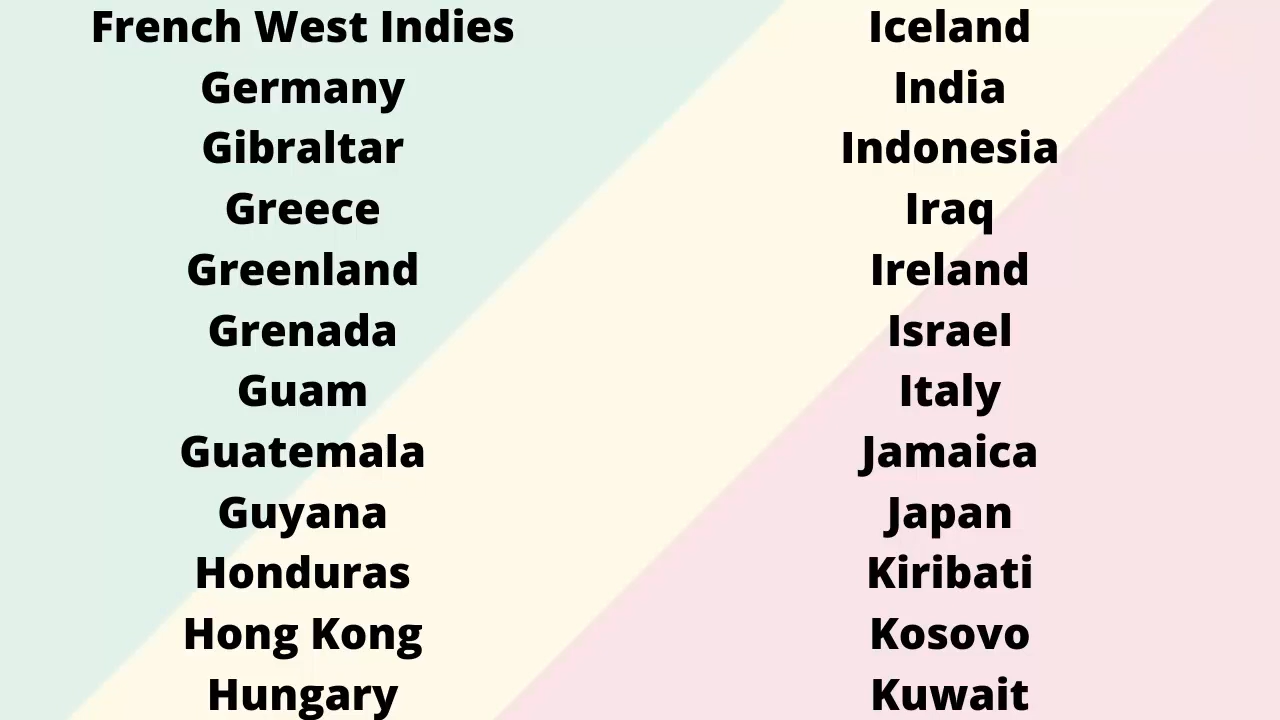 French West Indies
Germany
Gibraltar
Greece
Greenland
Grenada
Guam
Guatemala
Guyana
Honduras
Hong Kong
Hungary
Iceland
India
Indonesia
Iraq
Ireland
Israel
Italy
Jamaica
Japan
Kiribati
Kosovo
Kuwait